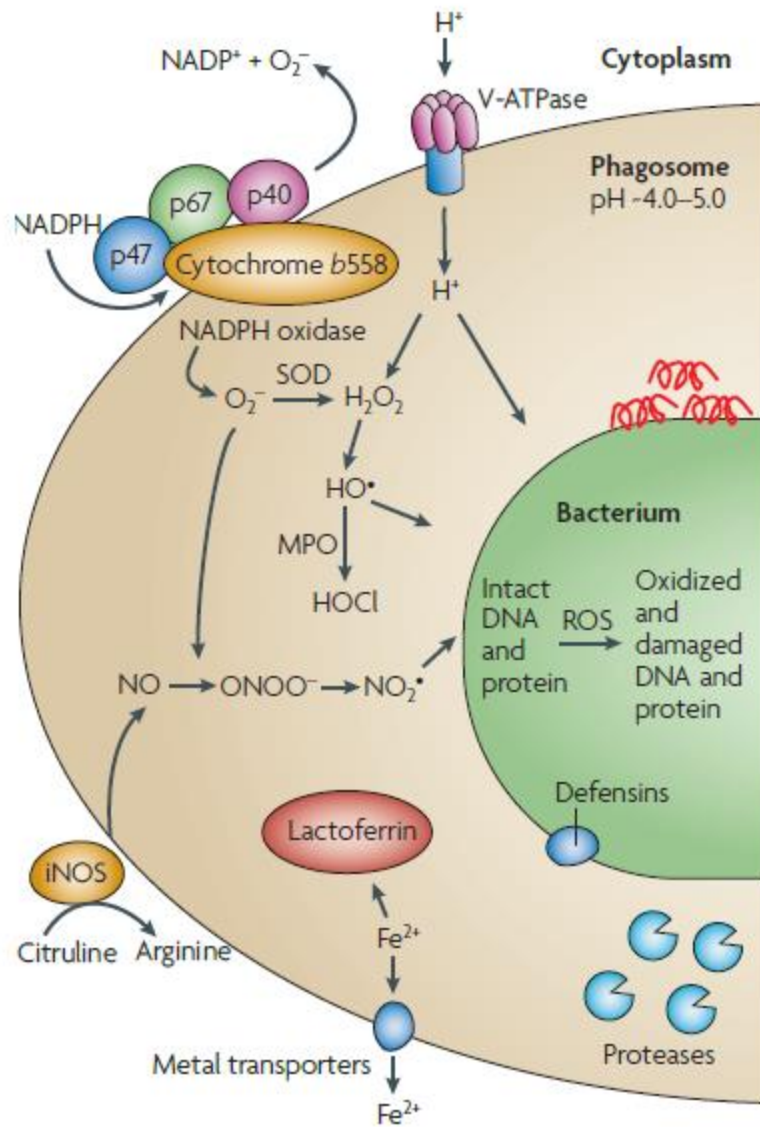 H⁺
Cytoplasm
NADP⁺ + O₂⁻
V-ATPase
Phagosome
pH ~4.0–5.0
p67
p40
NADPH
p47
Cytochrome b558
H⁺
NADPH oxidase
SOD
O₂⁻
H₂O₂
HO•
Bacterium
MPO
HOCl
Intact
DNA
and
protein
ROS
Oxidized
and
damaged
DNA and
protein
NO
ONOO⁻
NO₂•
Defensins
Lactoferrin
iNOS
Fe²⁺
Citruline
Arginine
Proteases
Metal transporters
Fe²⁺